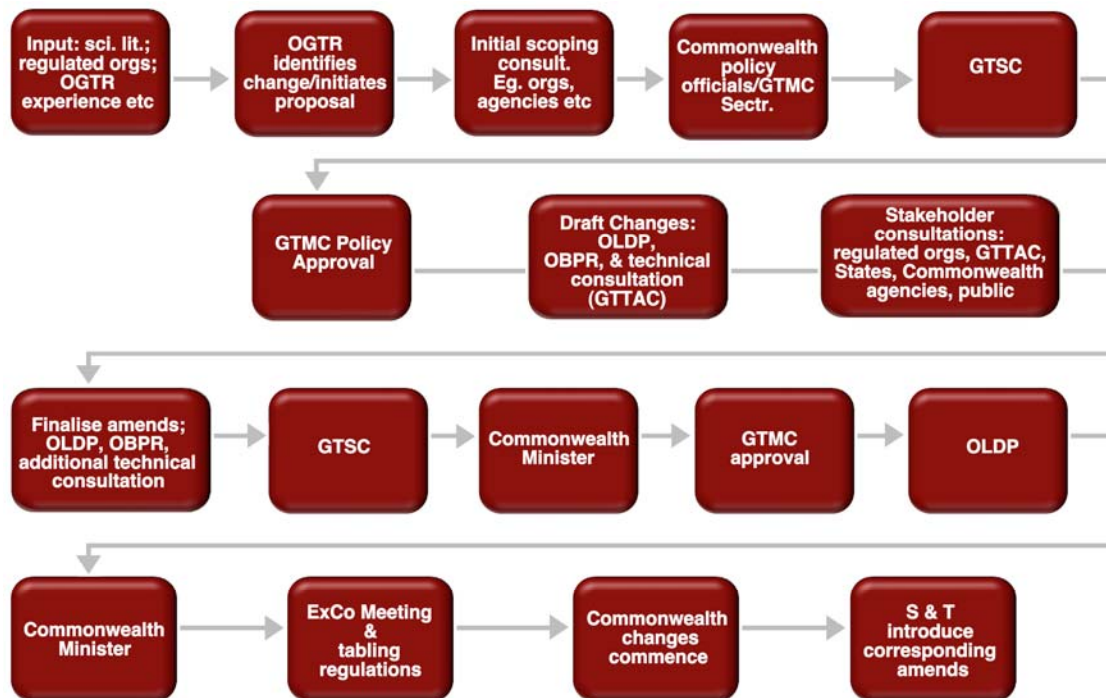 Input: sci. lit.;
regulated orgs;
OGTR
experience etc
OGTR
identifies
change/initiates
proposal
Initial scoping
consult.
Eg. orgs,
agencies etc
Commonwealth
policy
officials/GTMC
Sectr.
GTSC
GTMC Policy
Approval
Draft Changes:
OLDP,
OBPR, & technical
consultation
(GTTAC)
Stakeholder
consultations:
regulated orgs, GTTAC,
States, Commonwealth
agencies, public
Finalise amends;
OLDP, OBPR,
additional technical
consultation
GTSC
Commonwealth
Minister
GTMC
approval
OLDP
Commonwealth
Minister
ExCo Meeting
&
tabling
regulations
Commonwealth
changes
commence
S & T
introduce
corresponding
amends